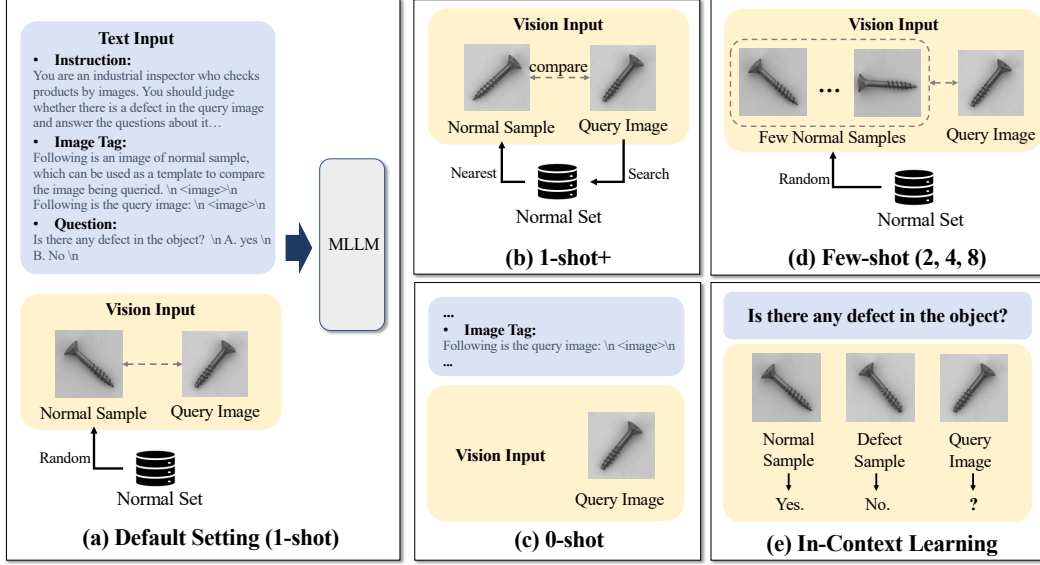 Text Input
• Instruction:
You are an industrial inspector who checks
products by images. You should judge
whether there is a defect in the query image
and answer the questions about it…
• Image Tag:
Following is an image of normal sample,
which can be used as a template to compare
the image being queried. \n <image>\n
Following is the query image: \n <image>\n
• Question:
Is there any defect in the object? \n A. yes \n
B. No \n
MLLM
Vision Input
Normal Sample
Query Image
Random
Normal Set
(a) Default Setting (1-shot)
Vision Input
compare
Normal Sample
Query Image
Nearest
Search
Normal Set
(b) 1-shot+
...
• Image Tag:
Following is the query image: \n <image>\n
...
Vision Input
Query Image
(c) 0-shot
Vision Input
...
Few Normal Samples
Query Image
Random
Normal Set
(d) Few-shot (2, 4, 8)
Is there any defect in the object?
Normal
Sample
Defect
Sample
Query
Image
Yes.
No.
?
(e) In-Context Learning